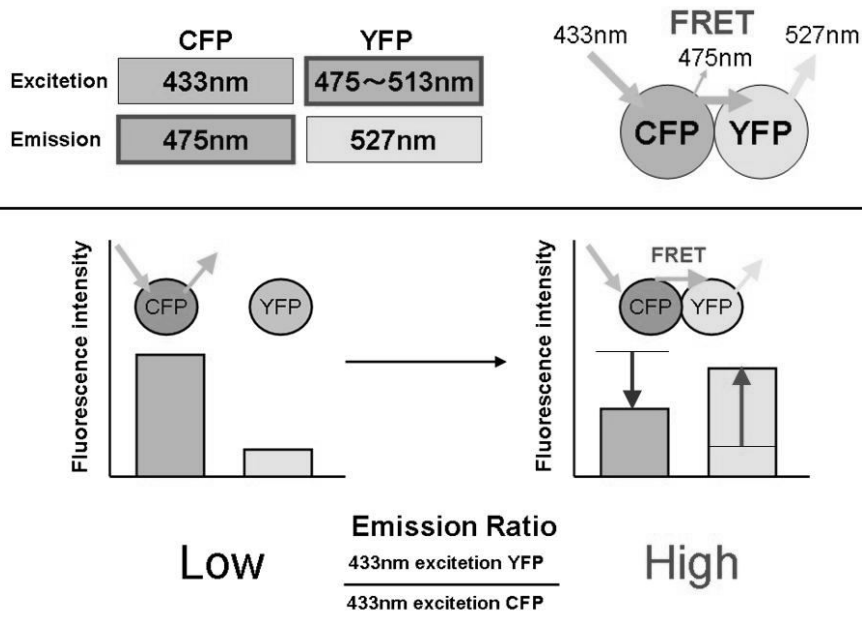 CFP YFP
Excitetion 433nm 475～513nm
Emission 475nm 527nm
FRET
433nm 527nm
475nm
CFP YFP
Fluorescence intensity
CFP YFP
Fluorescence intensity
FRET
CFP YFP
Emission Ratio
Low 433nm excitetion YFP High
433nm excitetion CFP